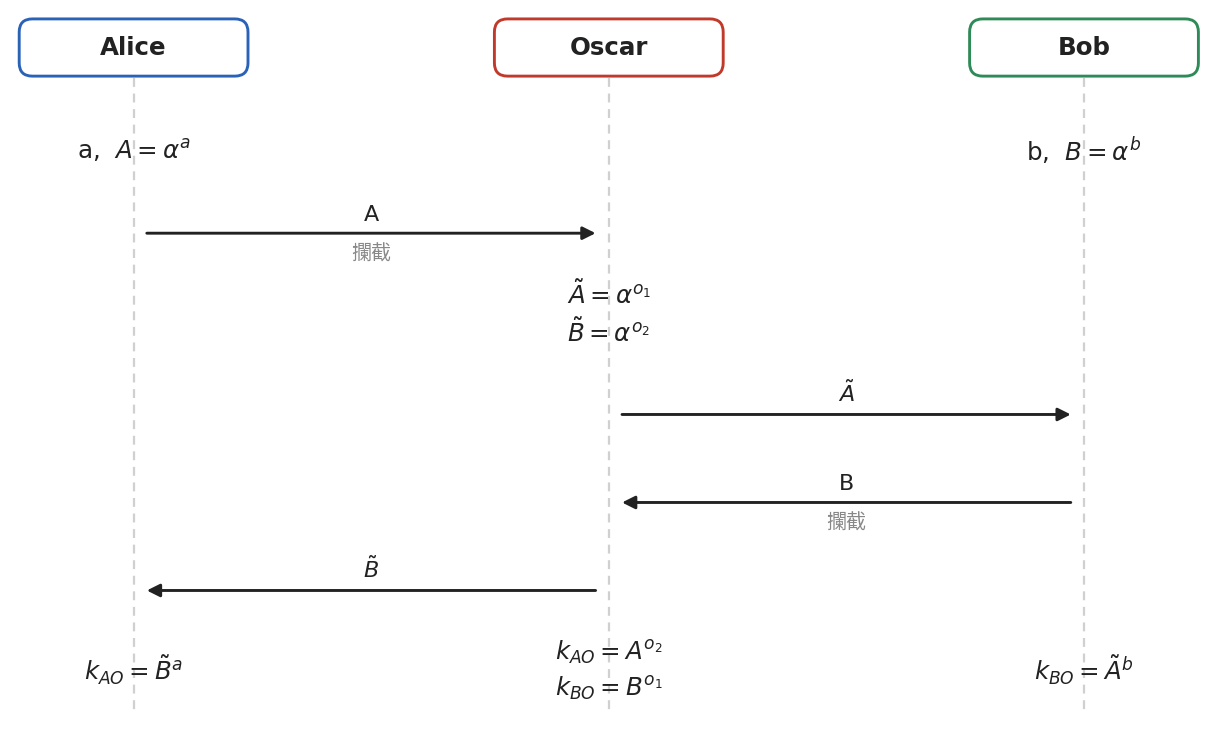 Alice Oscar Bob
a, A = α^a
b, B = α^b
A
攔截
Ã = α^{o₁}
B̃ = α^{o₂}
Ã
B
攔截
B̃
k_{AO} = B̃^a
k_{AO} = A^{o₂}
k_{BO} = B^{o₁}
k_{BO} = Ã^b